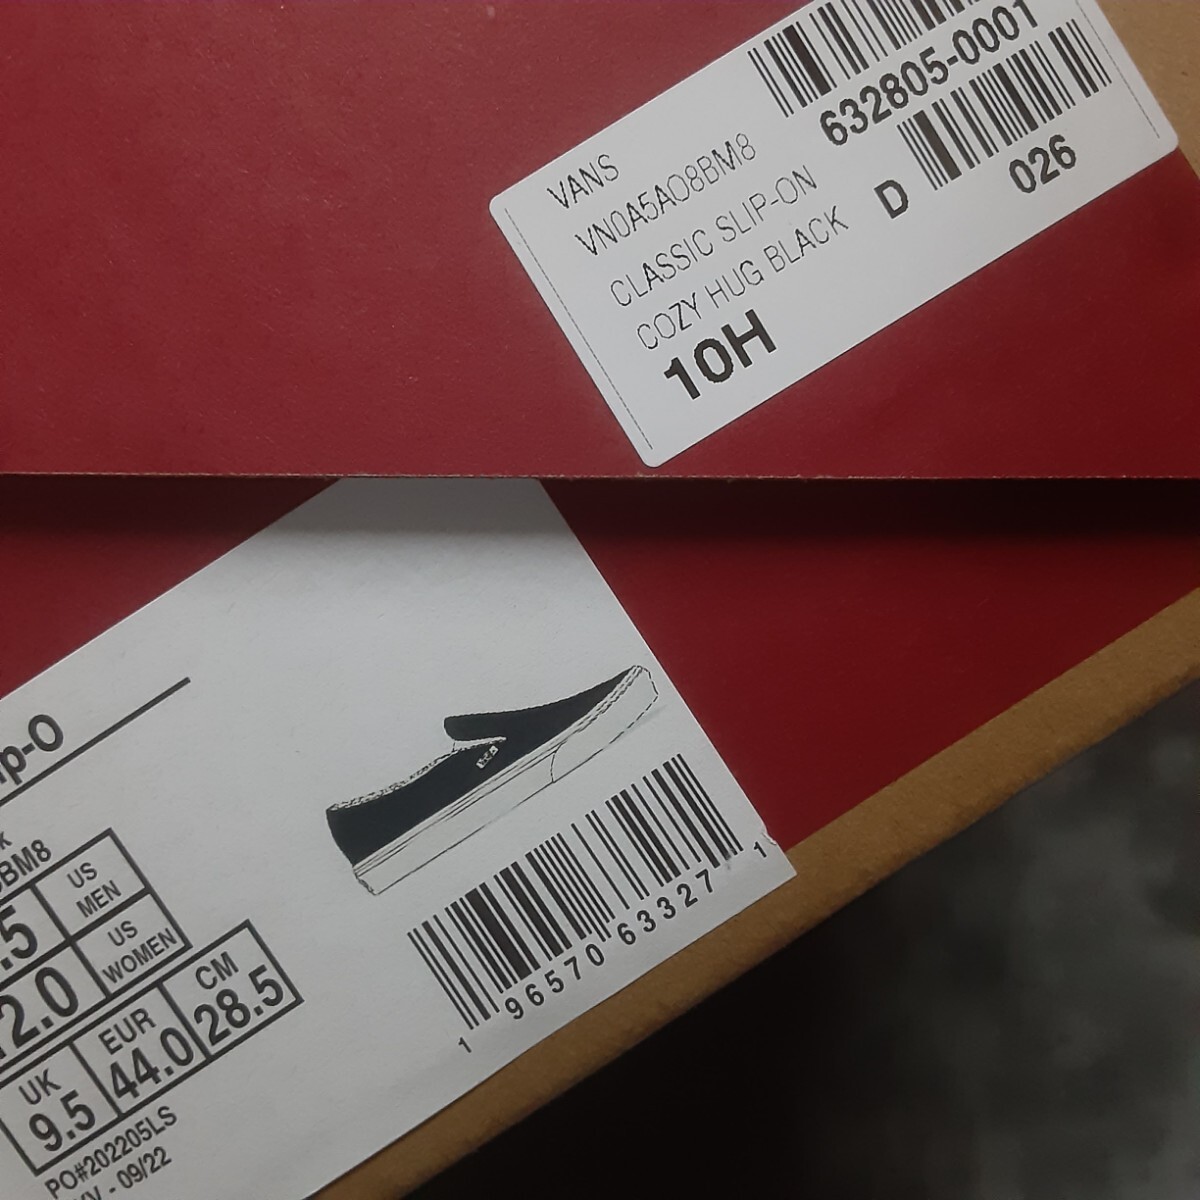 632805-0001
VANS
VN0A5AO8BM8
CLASSIC SLIP-ON
COZY HUG BLACK
D
026
10H
ip-O
k
BM8
.5
US
MEN
2.0
US
WOMEN
UK
9.5
EUR
44.0
CM
28.5
PO#202205LS
- 09/22
1 96570 63327 1